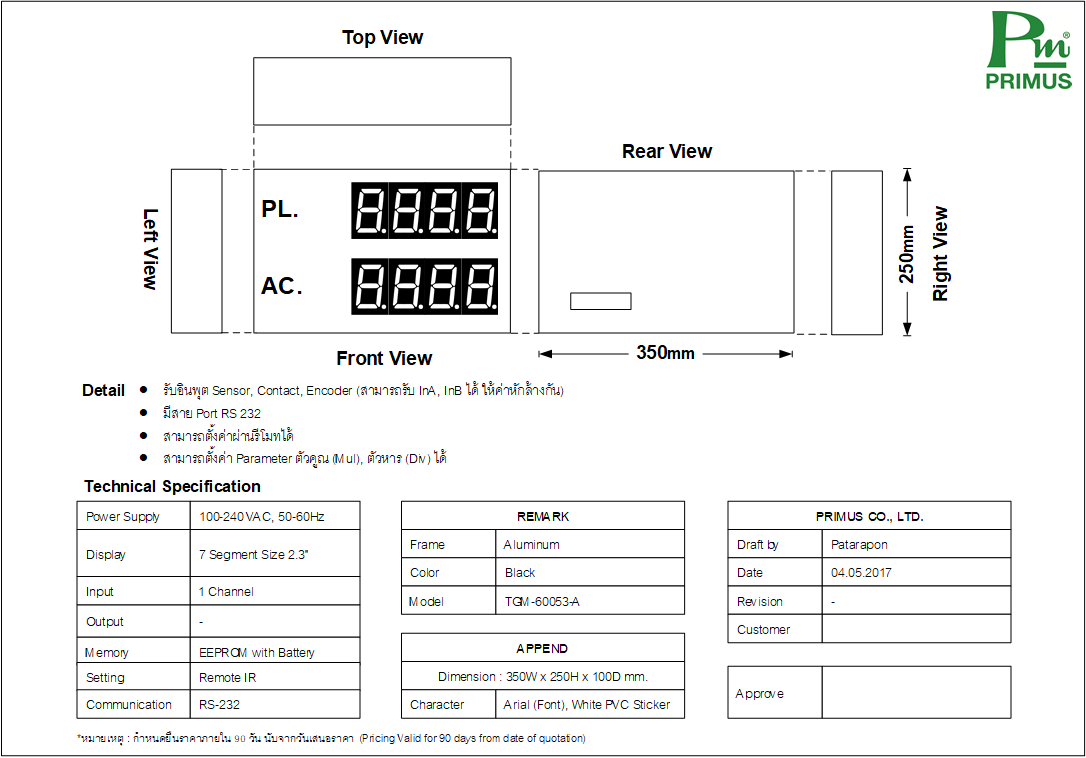 Top View
Pm®
PRIMUS
Rear View
Left View
PL. 8.8.8.8.
AC. 8.8.8.8.
250mm
Right View
Front View
350mm
Detail ● รับอินพุต Sensor, Contact, Encoder (สามารถรับ InA, InB ได้ ให้ค่าหักล้างกัน)
● มีสาย Port RS 232
● สามารถตั้งค่าผ่านรีโมทได้
● สามารถตั้งค่า Parameter ตัวคูณ (Mul), ตัวหาร (Div) ได้
Technical Specification
Power Supply 100-240VAC, 50-60Hz
Display 7 Segment Size 2.3"
Input 1 Channel
Output -
Memory EEPROM with Battery
Setting Remote IR
Communication RS-232
REMARK
Frame Aluminum
Color Black
Model TGM-60053-A
APPEND
Dimension : 350W x 250H x 100D mm.
Character Arial (Font), White PVC Sticker
PRIMUS CO., LTD.
Draft by Patarapon
Date 04.05.2017
Revision -
Customer
Approve
*หมายเหตุ : กำหนดยืนราคาภายใน 90 วัน นับจากวันเสนอราคา (Pricing Valid for 90 days from date of quotation)